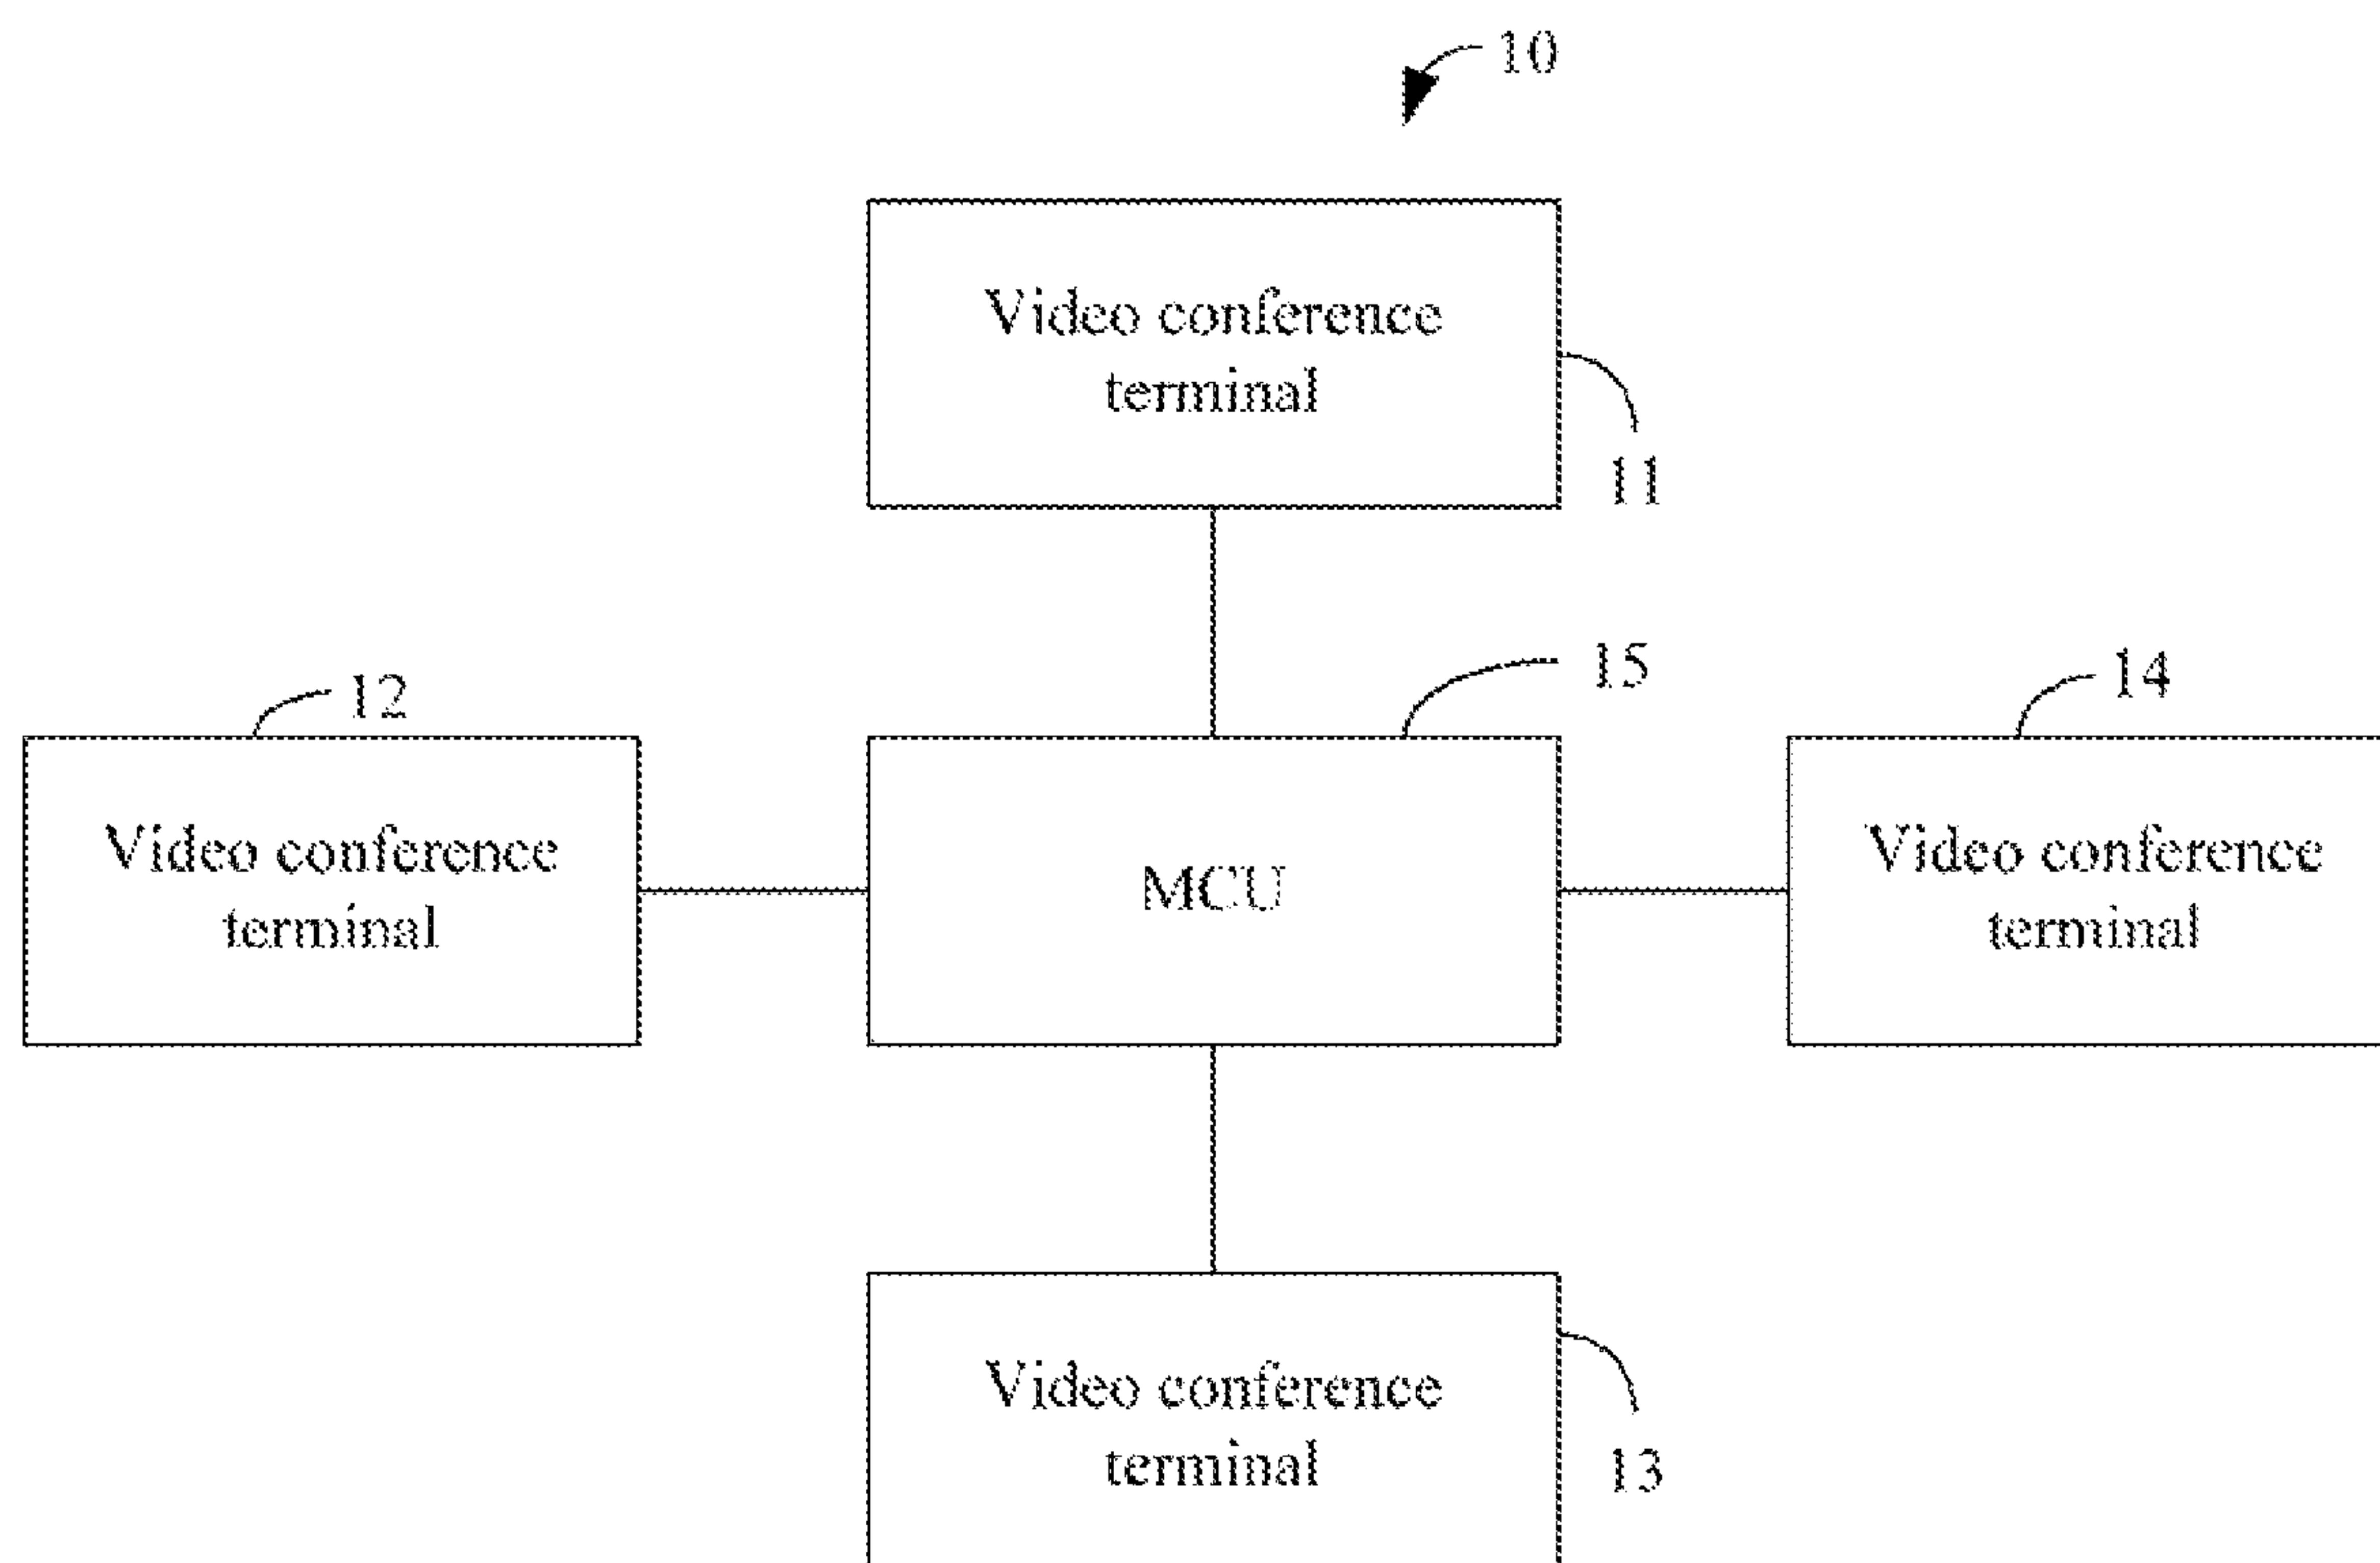 10
Video conference
terminal
11
12
15
14
Video conference
terminal
MCU
Video conference
terminal
Video conference
terminal
13